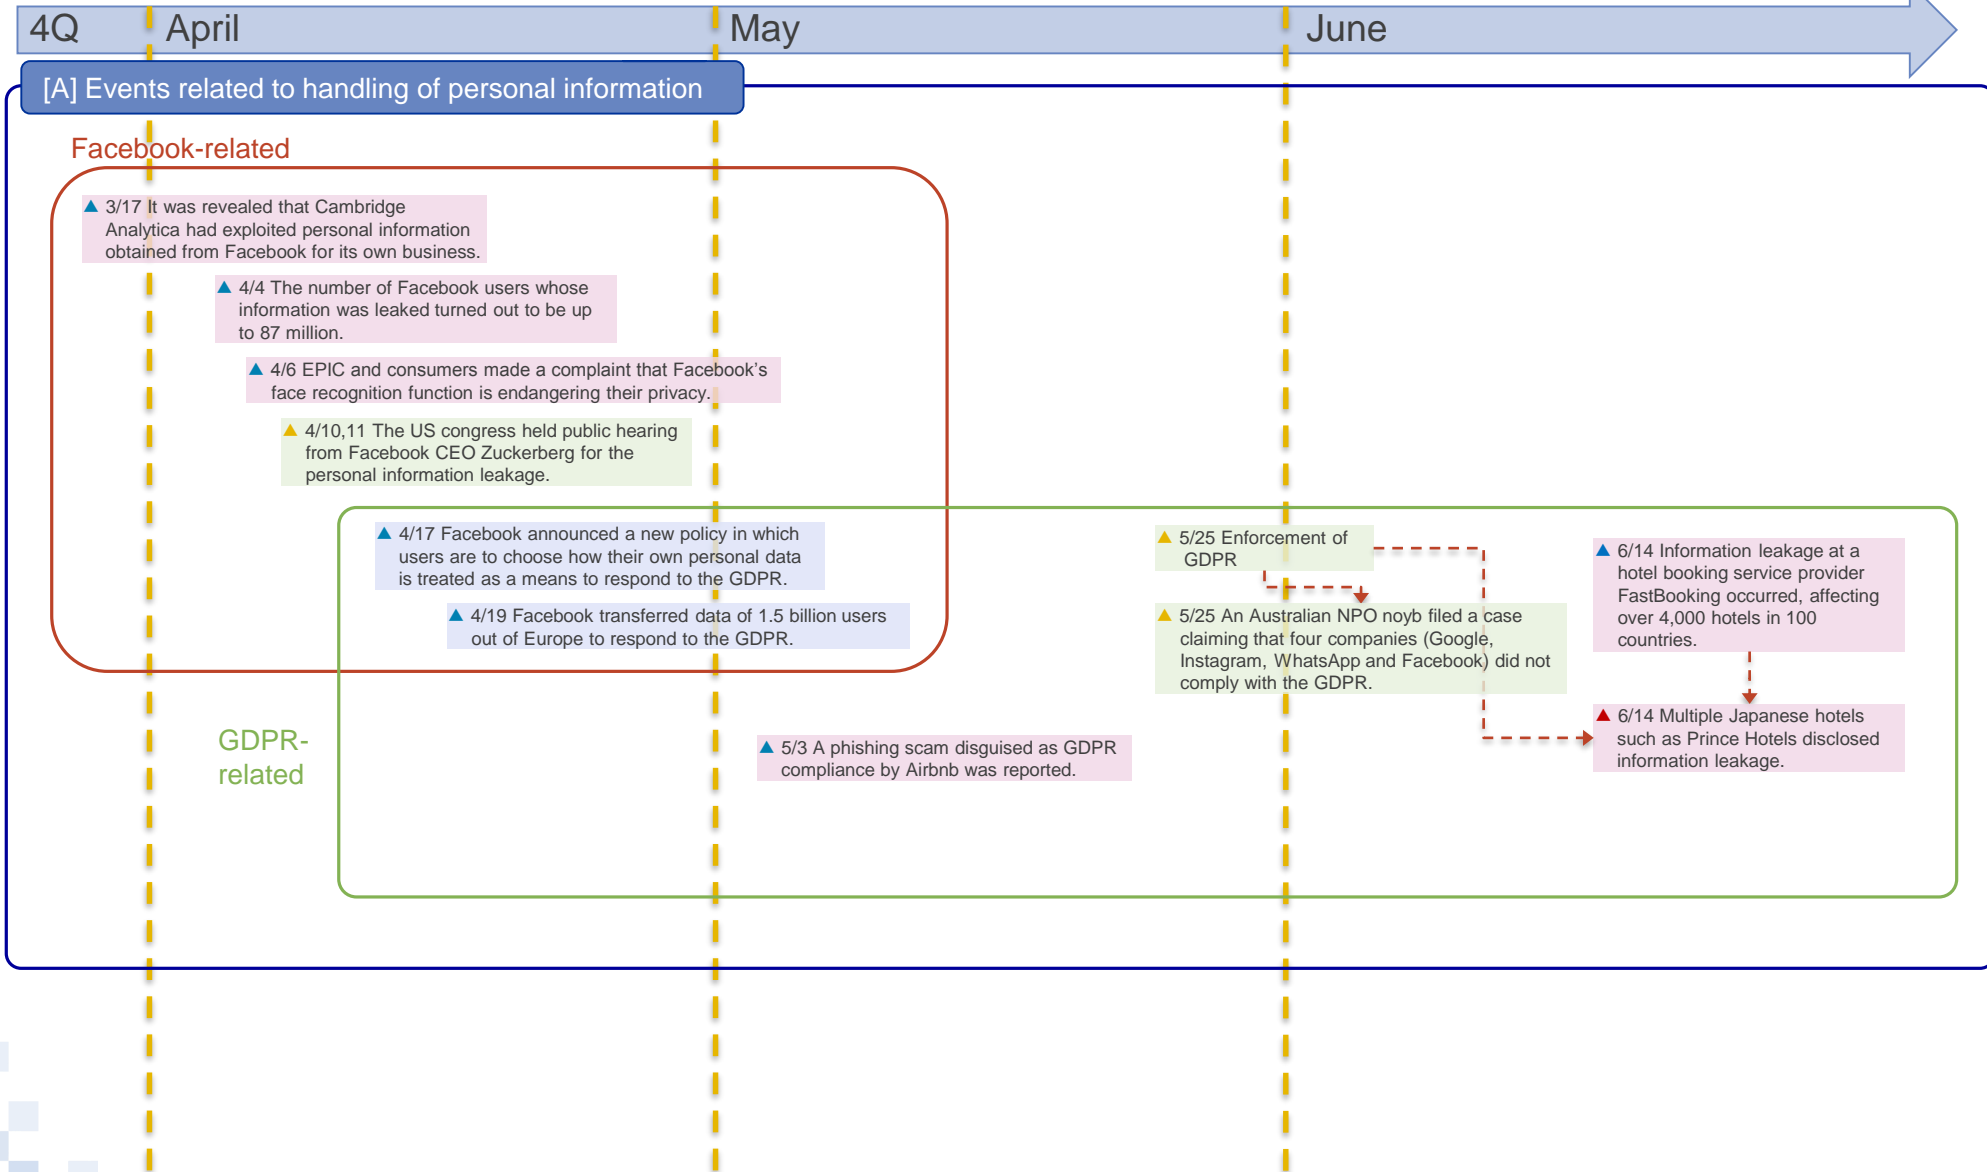 4Q April May June
[A] Events related to handling of personal information
Facebook-related
▲ 3/17 It was revealed that Cambridge
Analytica had exploited personal information
obtained from Facebook for its own business.
▲ 4/4 The number of Facebook users whose
information was leaked turned out to be up
to 87 million.
▲ 4/6 EPIC and consumers made a complaint that Facebook’s
face recognition function is endangering their privacy.
▲ 4/10,11 The US congress held public hearing
from Facebook CEO Zuckerberg for the
personal information leakage.
▲ 4/17 Facebook announced a new policy in which
users are to choose how their own personal data
is treated as a means to respond to the GDPR.
▲ 4/19 Facebook transferred data of 1.5 billion users
out of Europe to respond to the GDPR.
GDPR-
related
▲ 5/3 A phishing scam disguised as GDPR
compliance by Airbnb was reported.
▲ 5/25 Enforcement of
GDPR
▲ 5/25 An Australian NPO noyb filed a case
claiming that four companies (Google,
Instagram, WhatsApp and Facebook) did not
comply with the GDPR.
▲ 6/14 Information leakage at a
hotel booking service provider
FastBooking occurred, affecting
over 4,000 hotels in 100
countries.
▲ 6/14 Multiple Japanese hotels
such as Prince Hotels disclosed
information leakage.